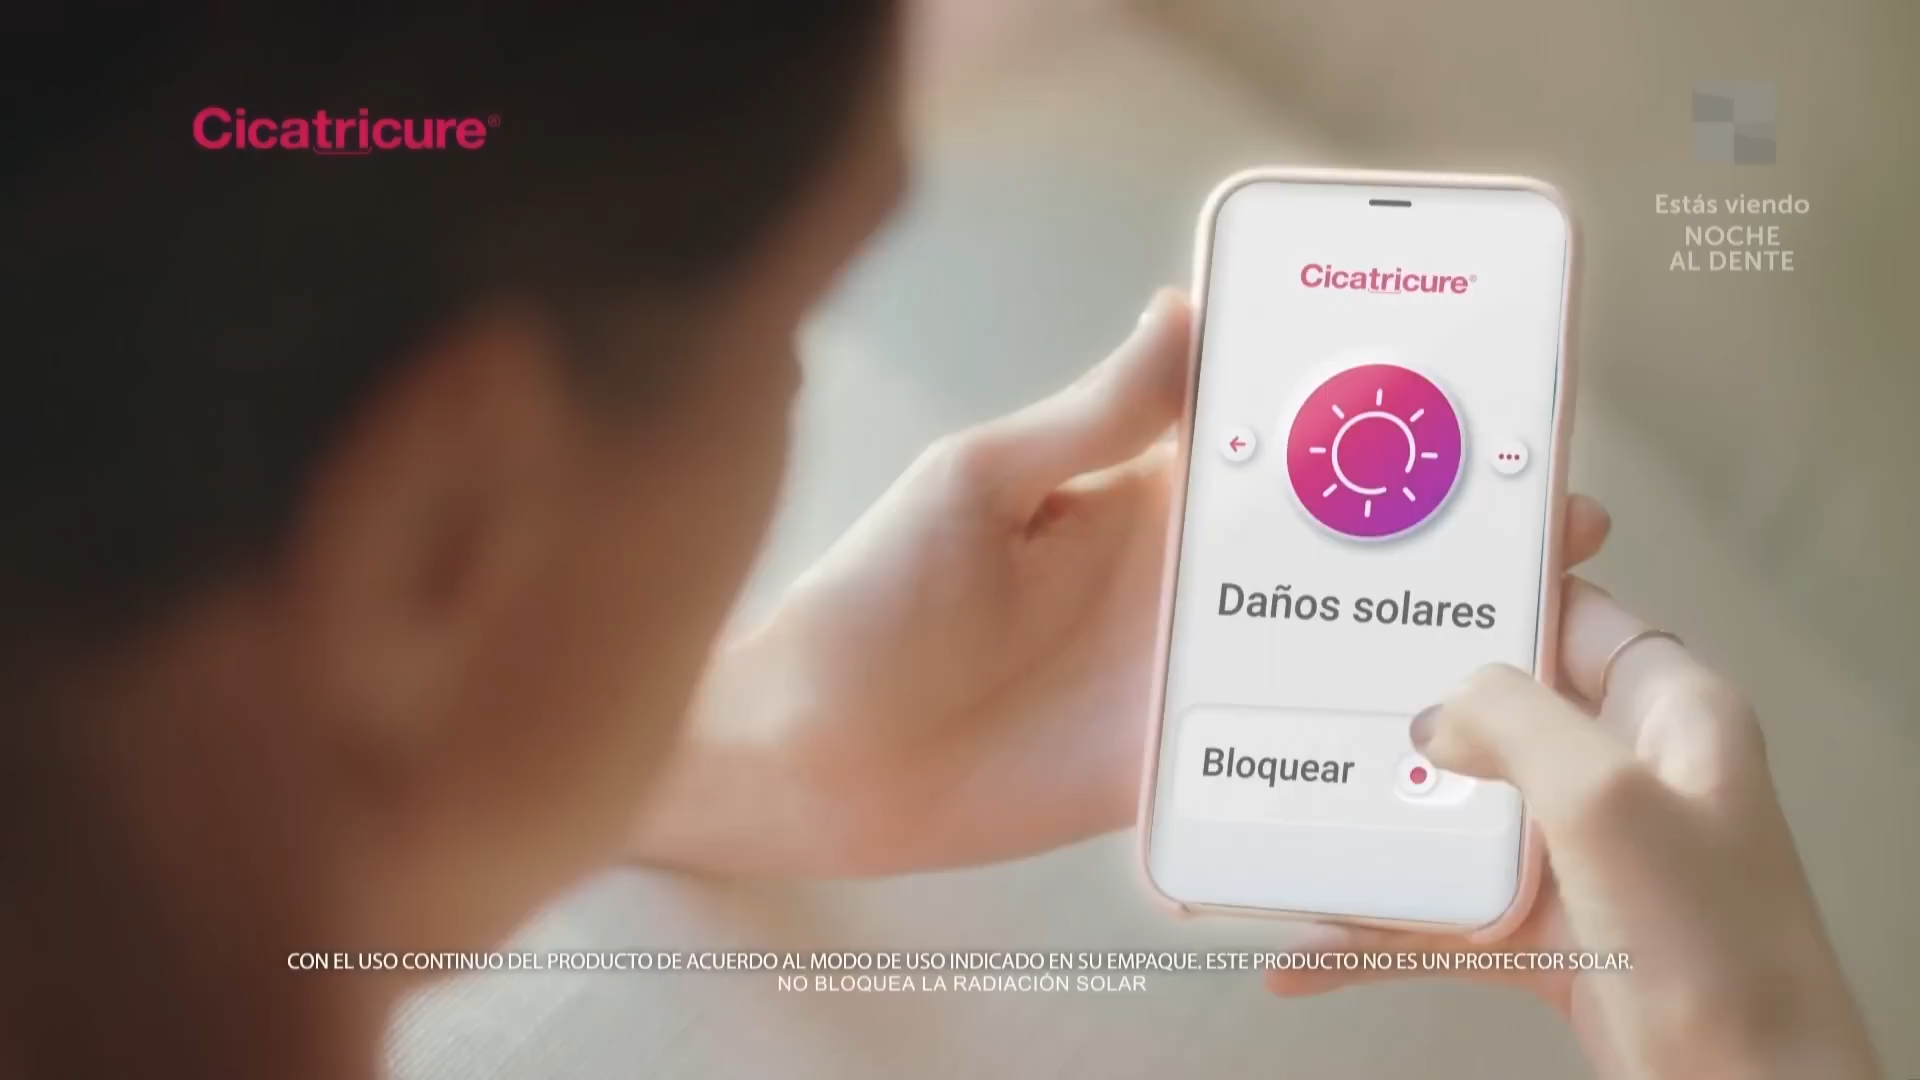 Cicatricure®
Estás viendo
NOCHE
AL DENTE
Cicatricure®
Daños solares
Bloquear
CON EL USO CONTINUO DEL PRODUCTO DE ACUERDO AL MODO DE USO INDICADO EN SU EMPAQUE. ESTE PRODUCTO NO ES UN PROTECTOR SOLAR.
NO BLOQUEA LA RADIACIÓN SOLAR